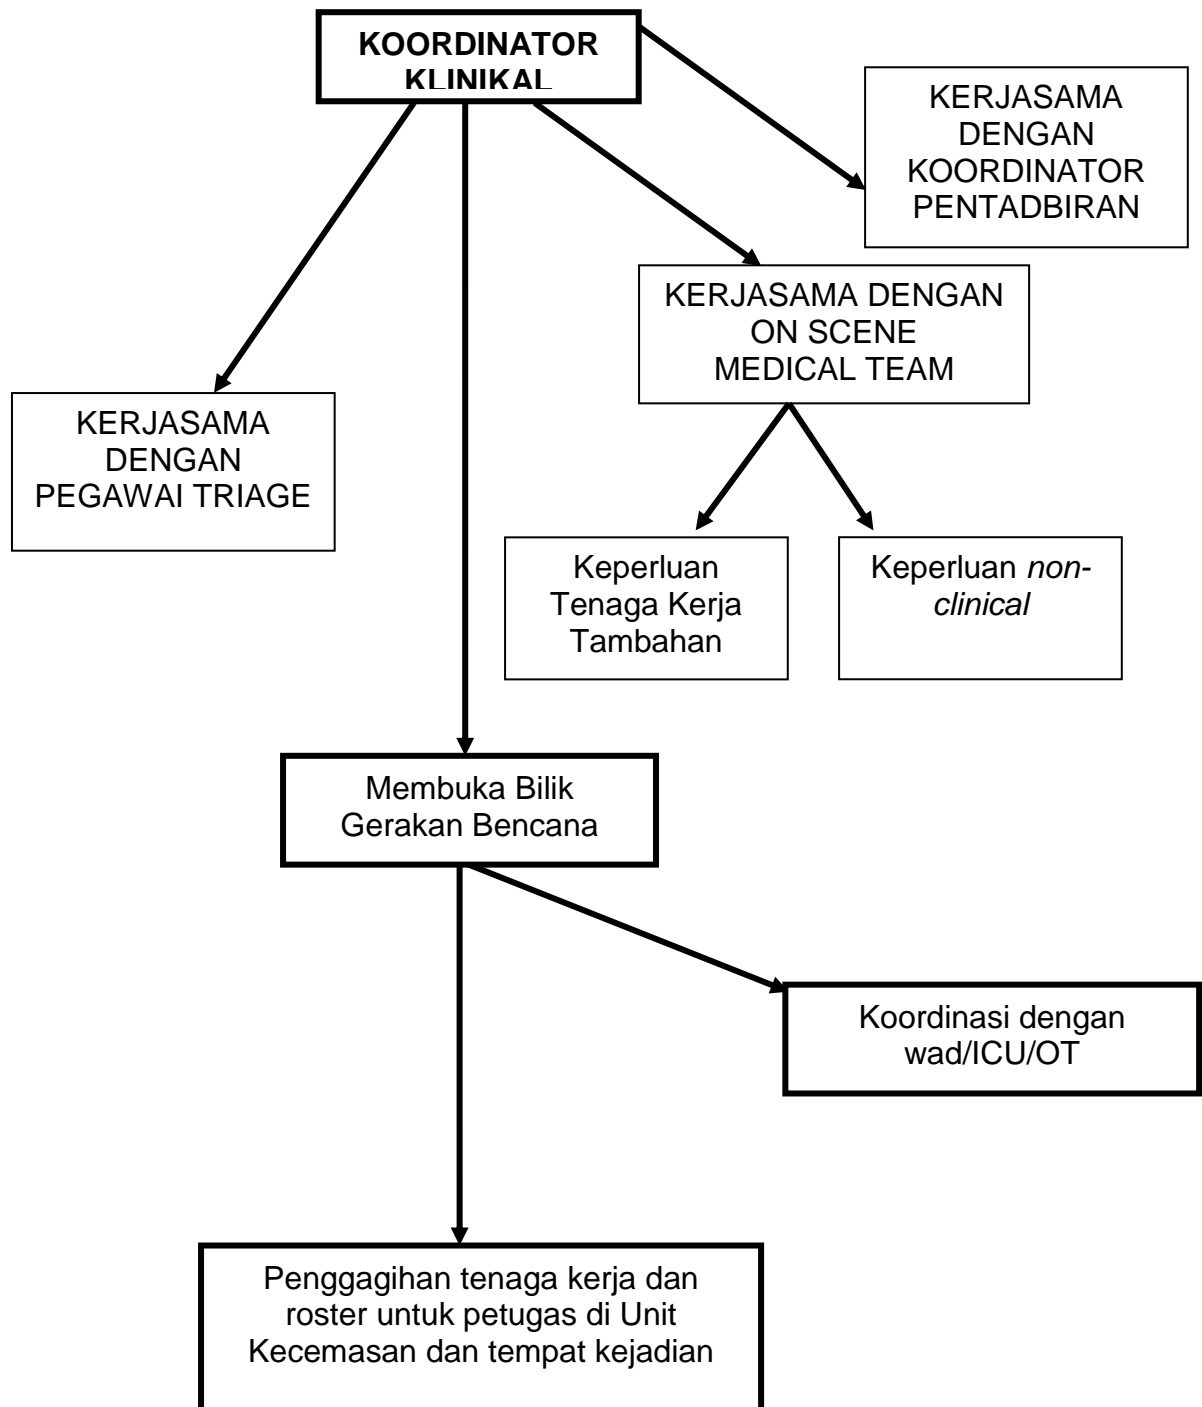 KOORDINATOR
KLINIKAL
KERJASAMA
DENGAN
KOORDINATOR
PENTADBIRAN
KERJASAMA DENGAN
ON SCENE
MEDICAL TEAM
KERJASAMA
DENGAN
PEGAWAI TRIAGE
Keperluan
Tenaga Kerja
Tambahan
Keperluan non-
clinical
Membuka Bilik
Gerakan Bencana
Koordinasi dengan
wad/ICU/OT
Penggagihan tenaga kerja dan
roster untuk petugas di Unit
Kecemasan dan tempat kejadian